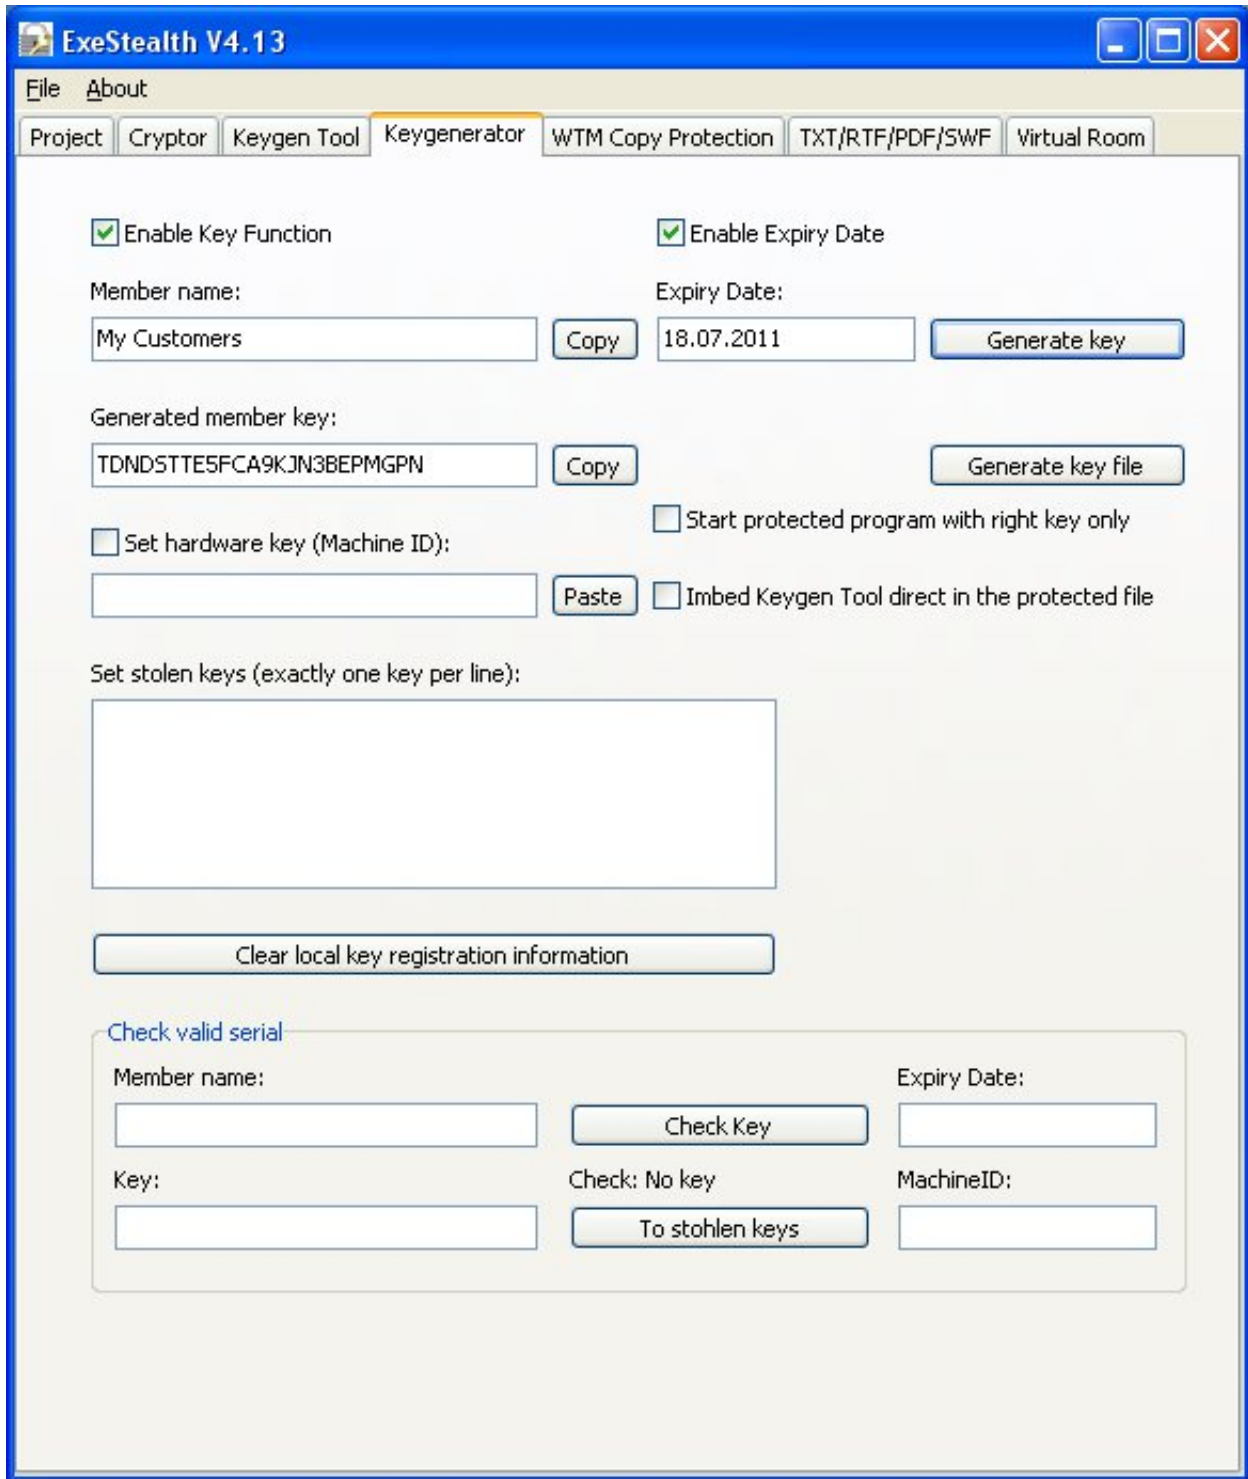 ExeStealth V4.13
File About
Project Cryptor Keygen Tool Keygenerator WTM Copy Protection TXT/RTF/PDF/SWF Virtual Room
Enable Key Function Enable Expiry Date
Member name: Expiry Date:
My Customers Copy 18.07.2011 Generate key
Generated member key:
TDNDSTTE5FCA9KJN3BEPMGPN Copy Generate key file
Start protected program with right key only
Set hardware key (Machine ID):
Paste Imbed Keygen Tool direct in the protected file
Set stolen keys (exactly one key per line):
Clear local key registration information
Check valid serial
Member name: Expiry Date:
Check Key
Key: Check: No key MachineID:
To stohlen keys